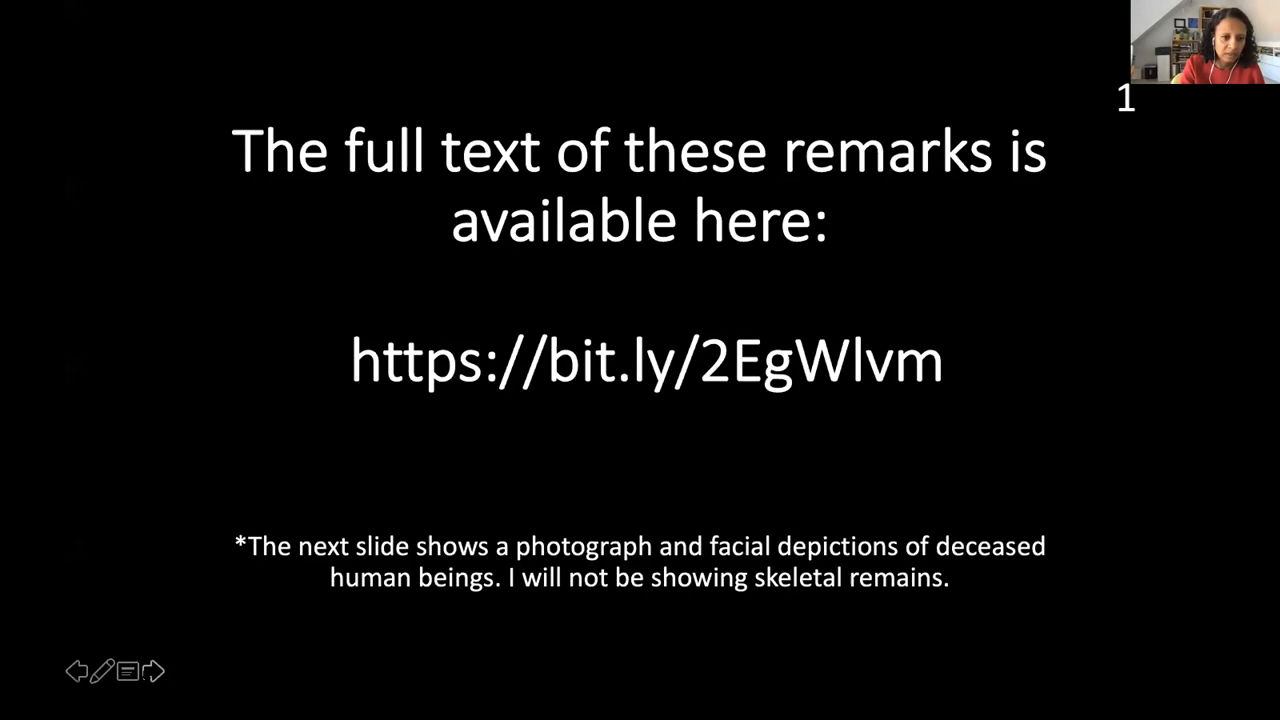 1
The full text of these remarks is
available here:
https://bit.ly/2EgWlvm
*The next slide shows a photograph and facial depictions of deceased
human beings. I will not be showing skeletal remains.